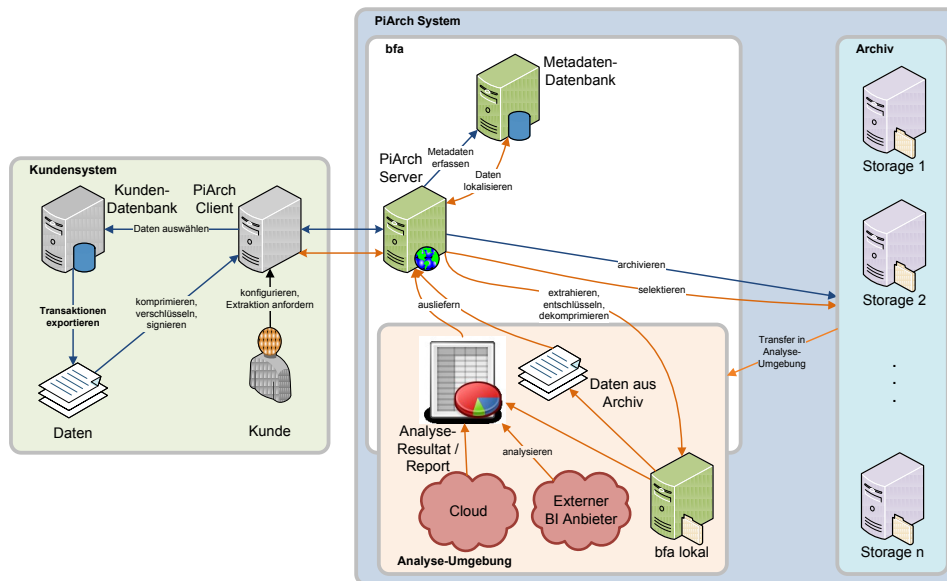 PiArch System
bfa
Archiv
Metadaten-
Datenbank
Storage 1
Metadaten
erfassen
PiArch
Server
Daten
lokalisieren
Kundensystem
Kunden-
Datenbank
PiArch
Client
Daten auswählen
Storage 2
archivieren
selektieren
konfigurieren,
Extraktion anfordern
komprimieren,
verschlüsseln,
signieren
Transaktionen
exportieren
ausliefern
extrahieren,
entschlüsseln,
dekomprimieren
Transfer in
Analyse-
Umgebung
.
.
.
Daten aus
Archiv
Daten
Kunde
Analyse-
Resultat /
Report
analysieren
Cloud
Externer
BI Anbieter
bfa lokal
Storage n
Analyse-Umgebung